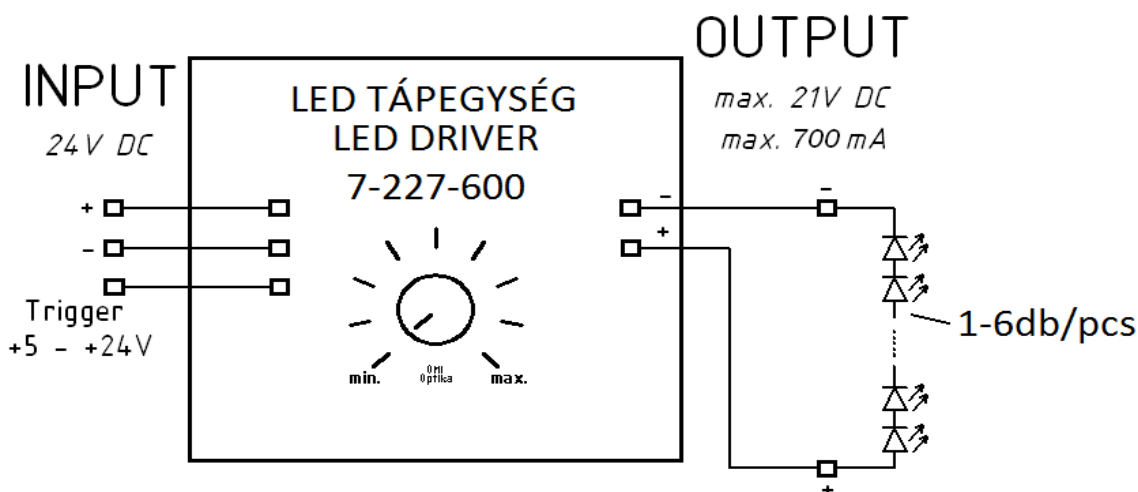 INPUT
24V DC
+
-
Trigger
+5 - +24V
LED TÁPEGYSÉG
LED DRIVER
7-227-600
min.
OMI
Optika
max.
OUTPUT
max. 21V DC
max. 700 mA
-
+
-
1-6db/pcs
+